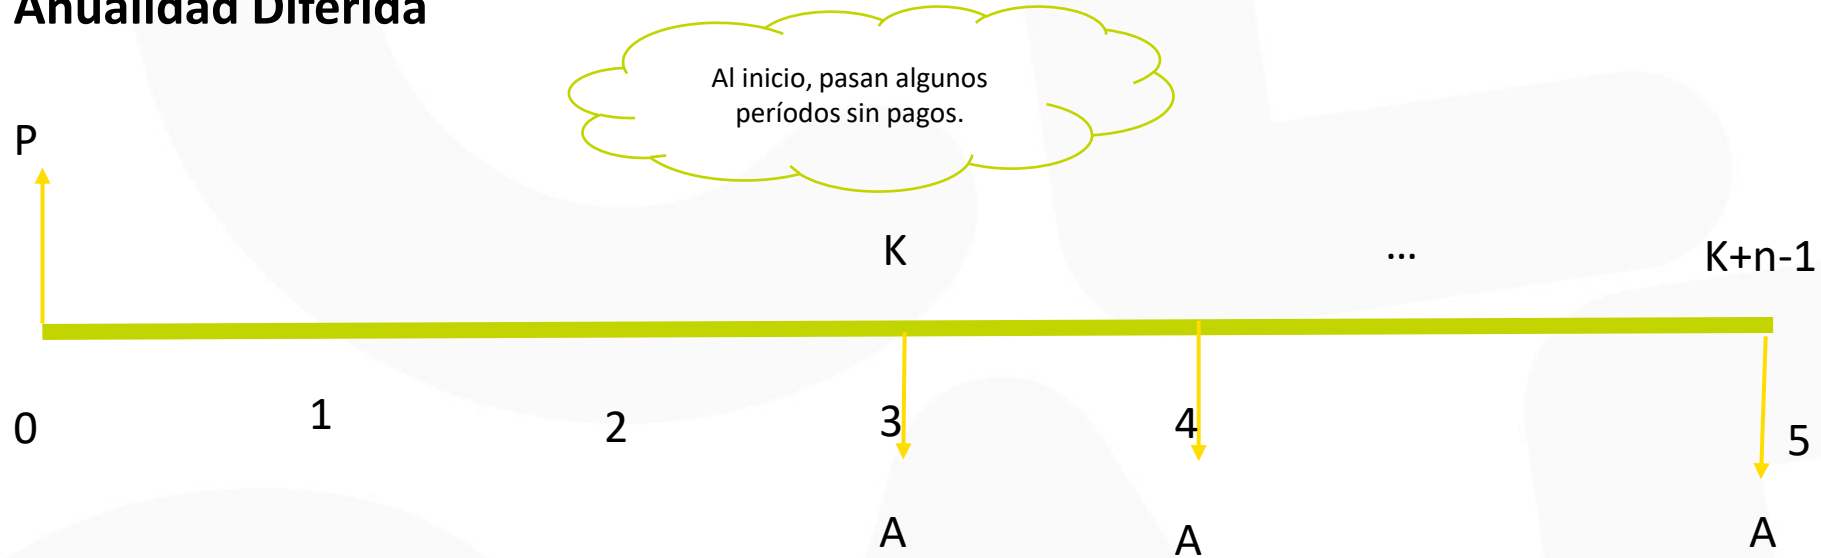 Anualidad Diferida
Al inicio, pasan algunos
períodos sin pagos.
P
K
...
K+n-1
0
1
2
3
4
5
A
A
A